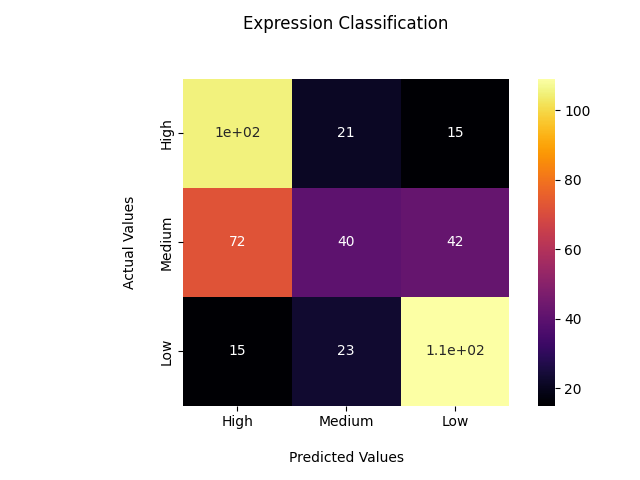 Expression Classification
High 1e+02 21 15
Medium 72 40 42
Low 15 23 1.1e+02
High Medium Low
Actual Values
Predicted Values
100
80
60
40
20